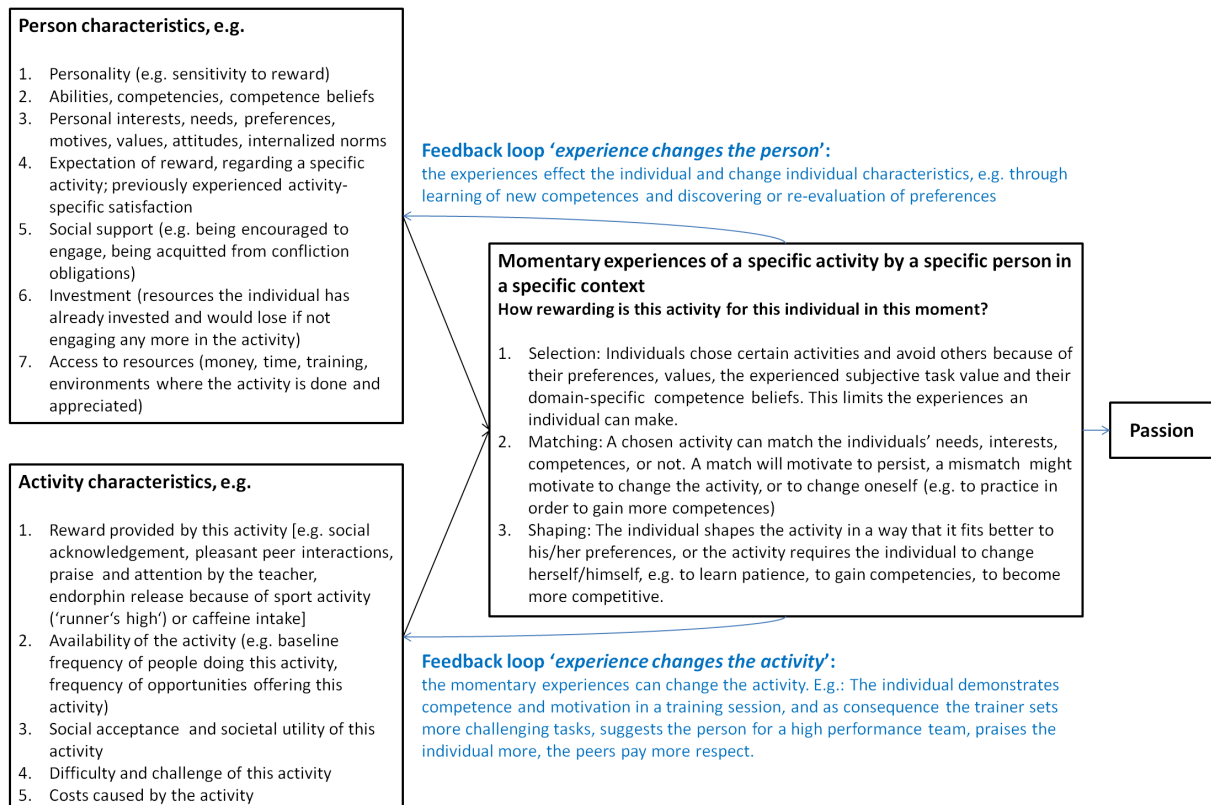 Person characteristics, e.g.
1. Personality (e.g. sensitivity to reward)
2. Abilities, competencies, competence beliefs
3. Personal interests, needs, preferences,
motives, values, attitudes, internalized norms
4. Expectation of reward, regarding a specific
activity; previously experienced activity-
specific satisfaction
5. Social support (e.g. being encouraged to
engage, being acquitted from confliction
obligations)
6. Investment (resources the individual has
already invested and would lose if not
engaging any more in the activity)
7. Access to resources (money, time, training,
environments where the activity is done and
appreciated)
Activity characteristics, e.g.
1. Reward provided by this activity [e.g. social
acknowledgement, pleasant peer interactions,
praise and attention by the teacher,
endorphin release because of sport activity
(‘runner‘s high‘) or caffeine intake]
2. Availability of the activity (e.g. baseline
frequency of people doing this activity,
frequency of opportunities offering this
activity)
3. Social acceptance and societal utility of this
activity
4. Difficulty and challenge of this activity
5. Costs caused by the activity
Feedback loop ‘experience changes the person’:
the experiences effect the individual and change individual characteristics, e.g. through
learning of new competences and discovering or re-evaluation of preferences
Momentary experiences of a specific activity by a specific person in
a specific context
How rewarding is this activity for this individual in this moment?
1. Selection: Individuals chose certain activities and avoid others because of
their preferences, values, the experienced subjective task value and their
domain-specific competence beliefs. This limits the experiences an
individual can make.
2. Matching: A chosen activity can match the individuals’ needs, interests,
competences, or not. A match will motivate to persist, a mismatch might
motivate to change the activity, or to change oneself (e.g. to practice in
order to gain more competences)
3. Shaping: The individual shapes the activity in a way that it fits better to
his/her preferences, or the activity requires the individual to change
herself/himself, e.g. to learn patience, to gain competencies, to become
more competitive.
Feedback loop ‘experience changes the activity’:
the momentary experiences can change the activity. E.g.: The individual demonstrates
competence and motivation in a training session, and as consequence the trainer sets
more challenging tasks, suggests the person for a high performance team, praises the
individual more, the peers pay more respect.
Passion